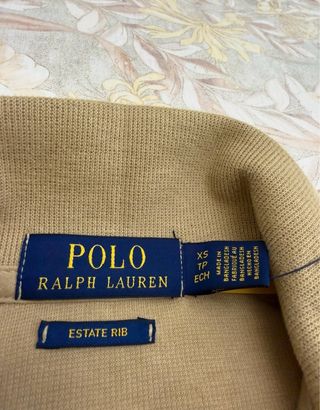 POLO
RALPH LAUREN
XS
TP
ECH
MADE IN
BANGLADESH
FABRIQUÉ AU
BANGLADESH
HECHO EN
BANGLADESH
ESTATE RIB